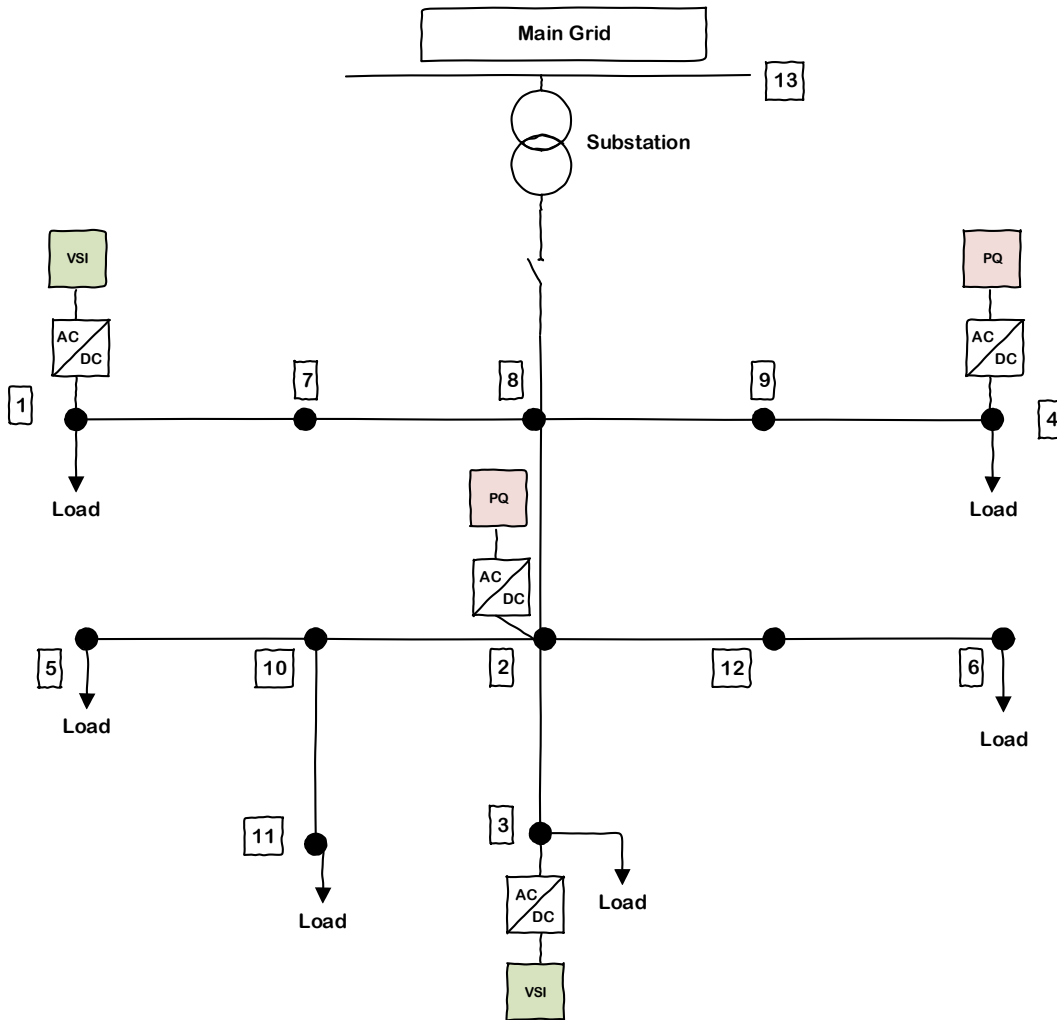 Main Grid
13
Substation
VSI
PQ
AC
DC
AC
DC
1
7
8
9
4
Load
Load
PQ
AC
DC
5
10
2
12
6
Load
Load
11
3
Load
AC
DC
Load
VSI